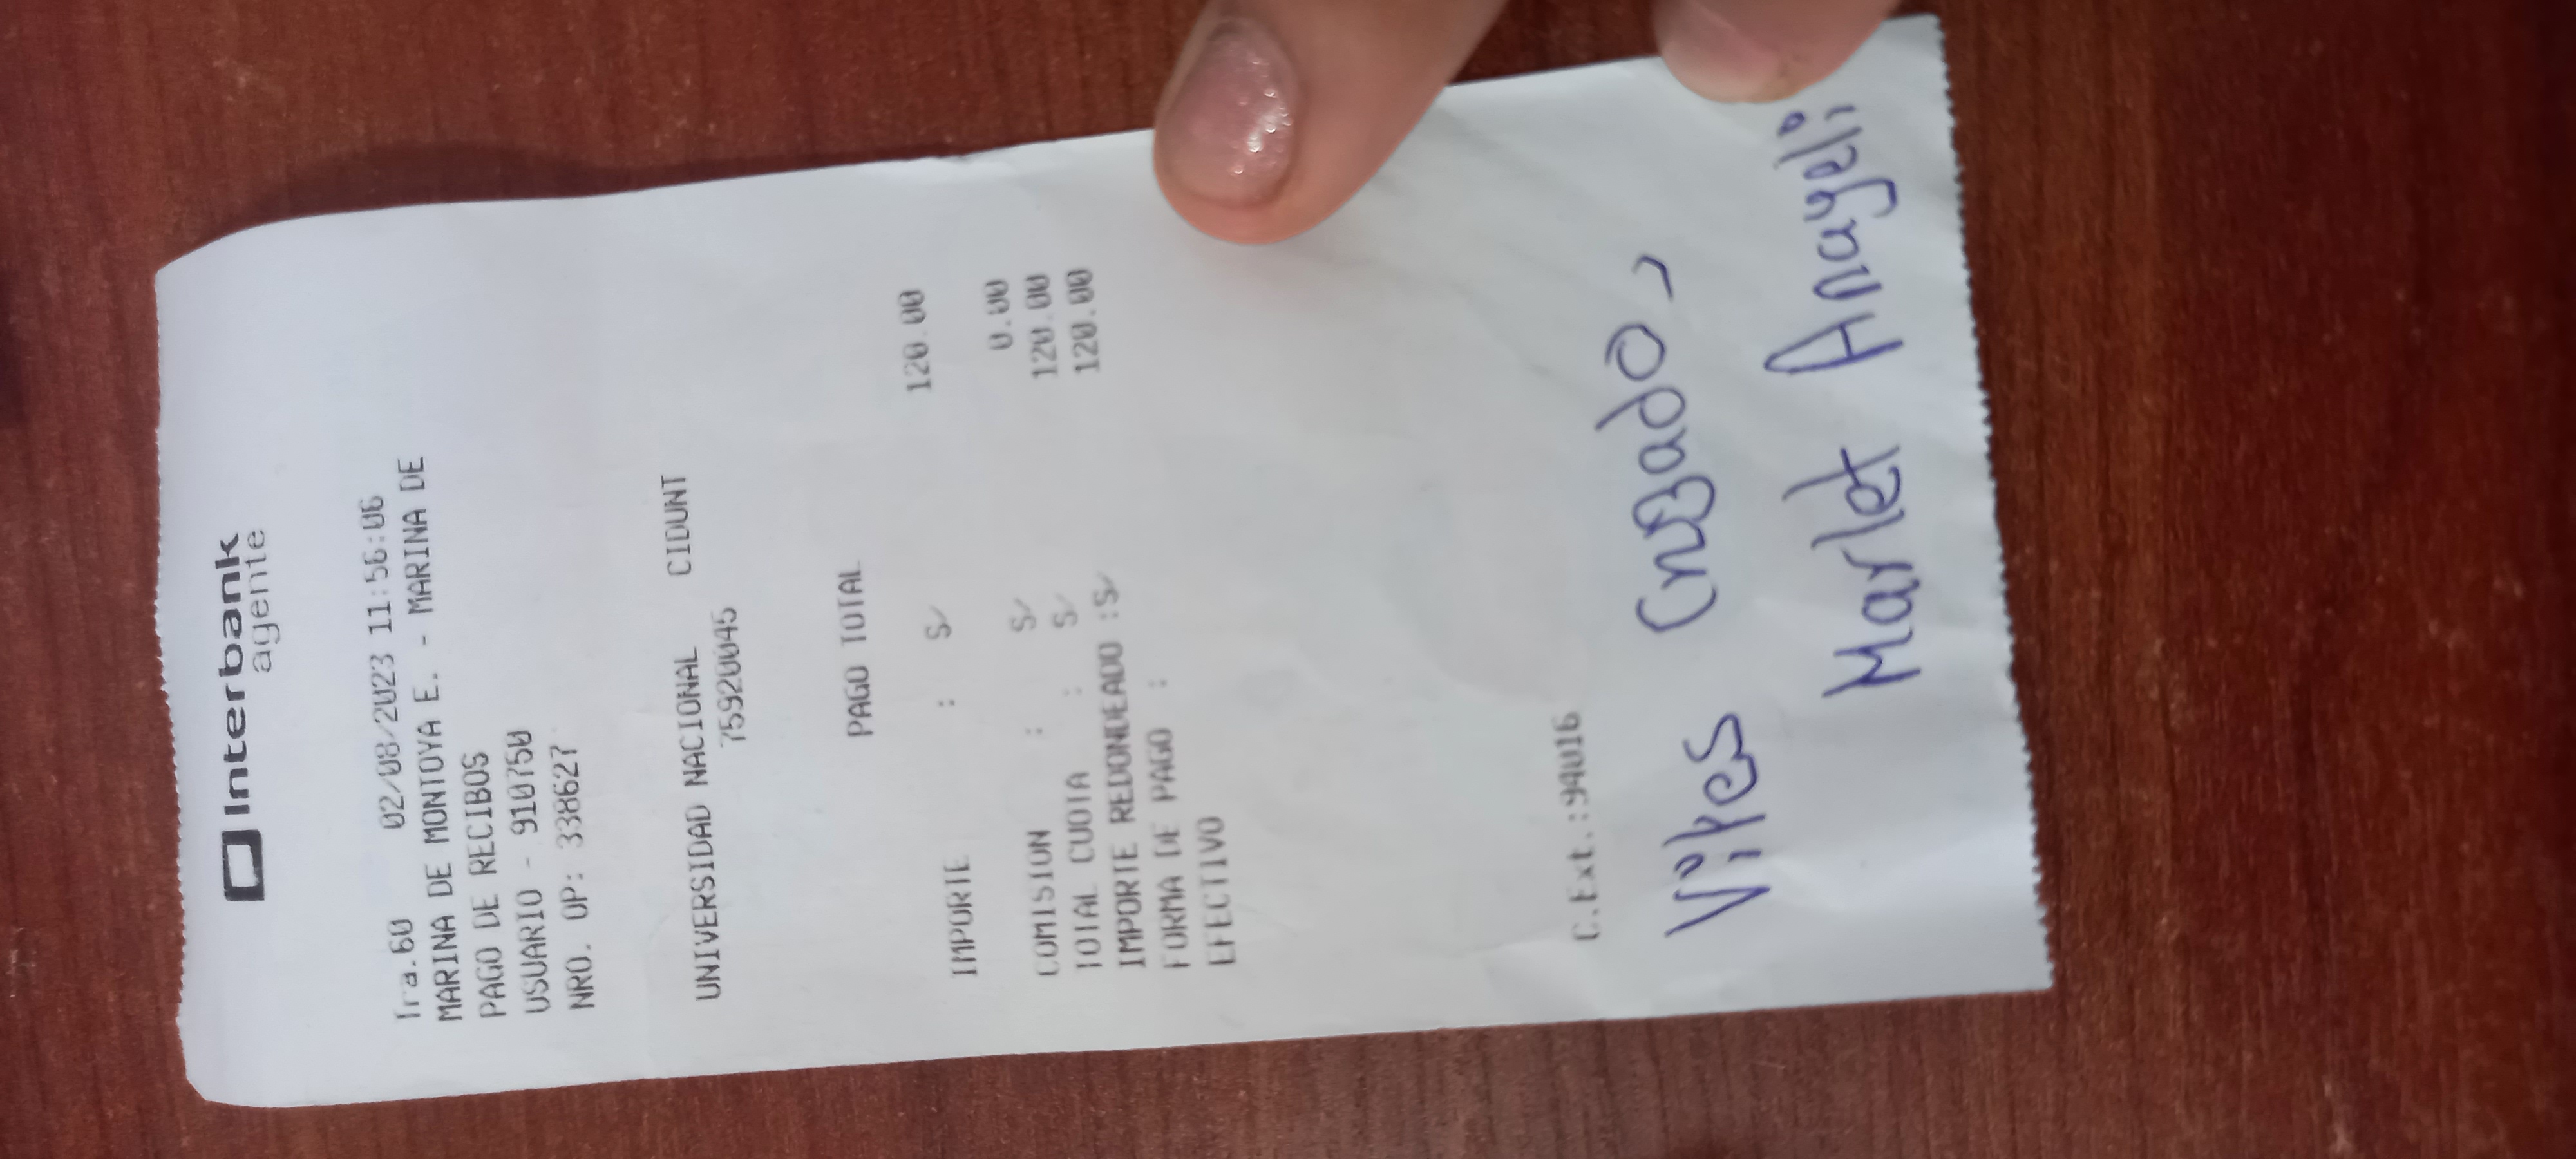 Interbank
agente
Tra.60 02/08/2023 11:56:06
MARINA DE MONTOYA E. - MARINA DE
PAGO DE RECIBOS
USUARIO - 910750
NRO. OP: 338627
UNIVERSIDAD NACIONAL CIDUNT
75920045
PAGO TOTAL
IMPORTE : S/ 120.00
COMISION : S/ 0.00
TOTAL CUOTA : S/ 120.00
IMPORTE REDONDEADO :S/ 120.00
FORMA DE PAGO :
EFECTIVO
C.Ext.:94016
Marlet Anayeli